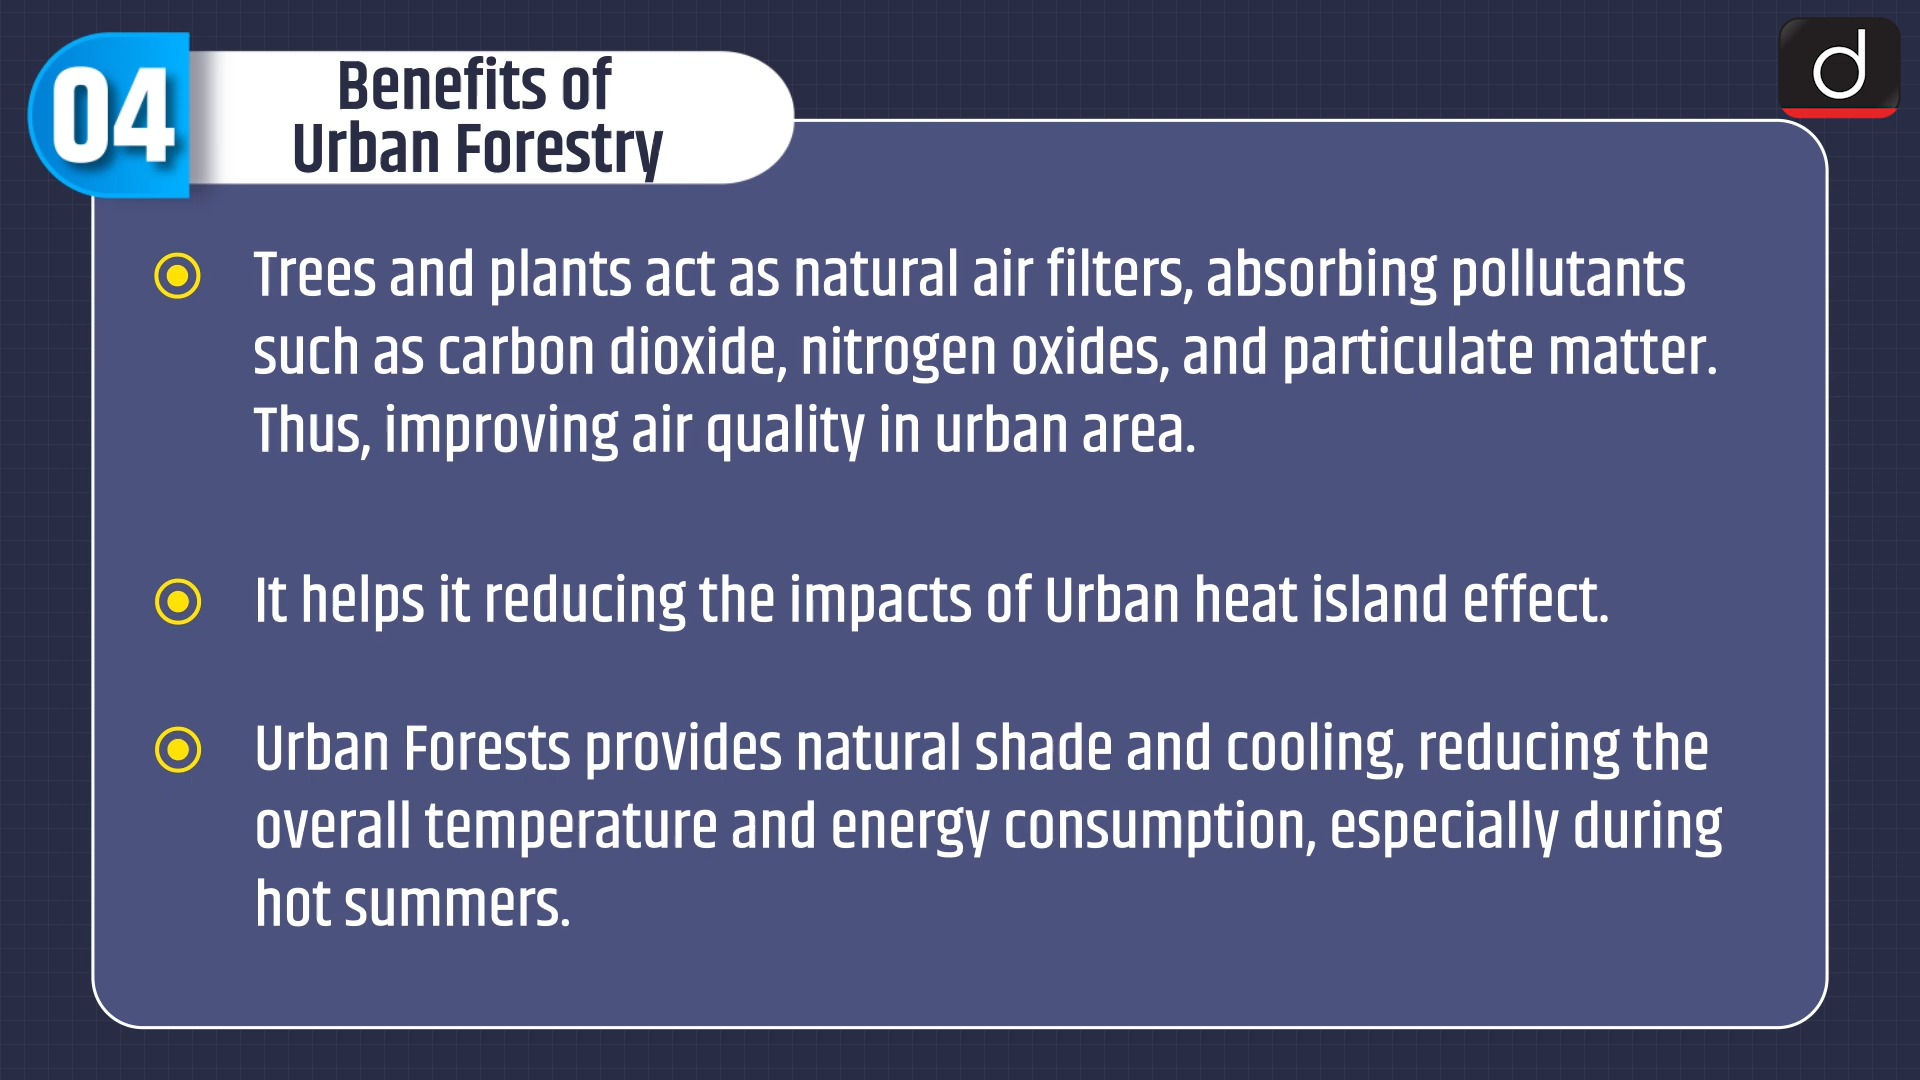 04
Benefits of
Urban Forestry
d
Trees and plants act as natural air filters, absorbing pollutants
such as carbon dioxide, nitrogen oxides, and particulate matter.
Thus, improving air quality in urban area.
It helps it reducing the impacts of Urban heat island effect.
Urban Forests provides natural shade and cooling, reducing the
overall temperature and energy consumption, especially during
hot summers.